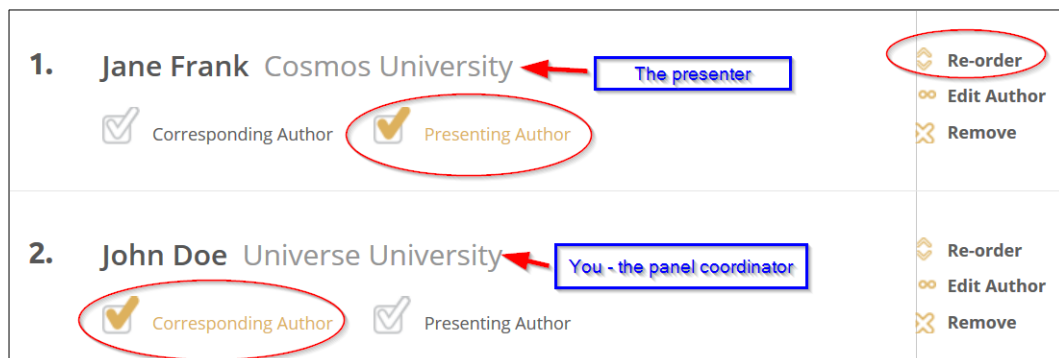 1. Jane Frank Cosmos University
The presenter
Re-order
Corresponding Author Presenting Author
Edit Author
Remove
2. John Doe Universe University
You - the panel coordinator
Re-order
Corresponding Author Presenting Author
Edit Author
Remove